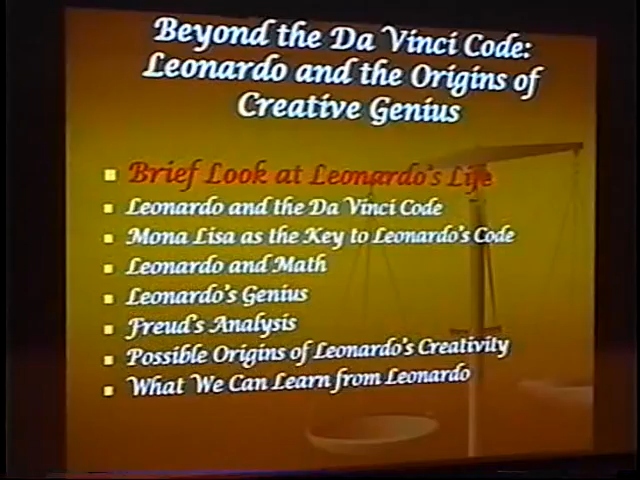 Beyond the Da Vinci Code:
Leonardo and the Origins of
Creative Genius
Brief Look at Leonardo's Life
Leonardo and the Da Vinci Code
Mona Lisa as the Key to Leonardo's Code
Leonardo and Math
Leonardo's Genius
Freud's Analysis
Possible Origins of Leonardo's Creativity
What We Can Learn from Leonardo